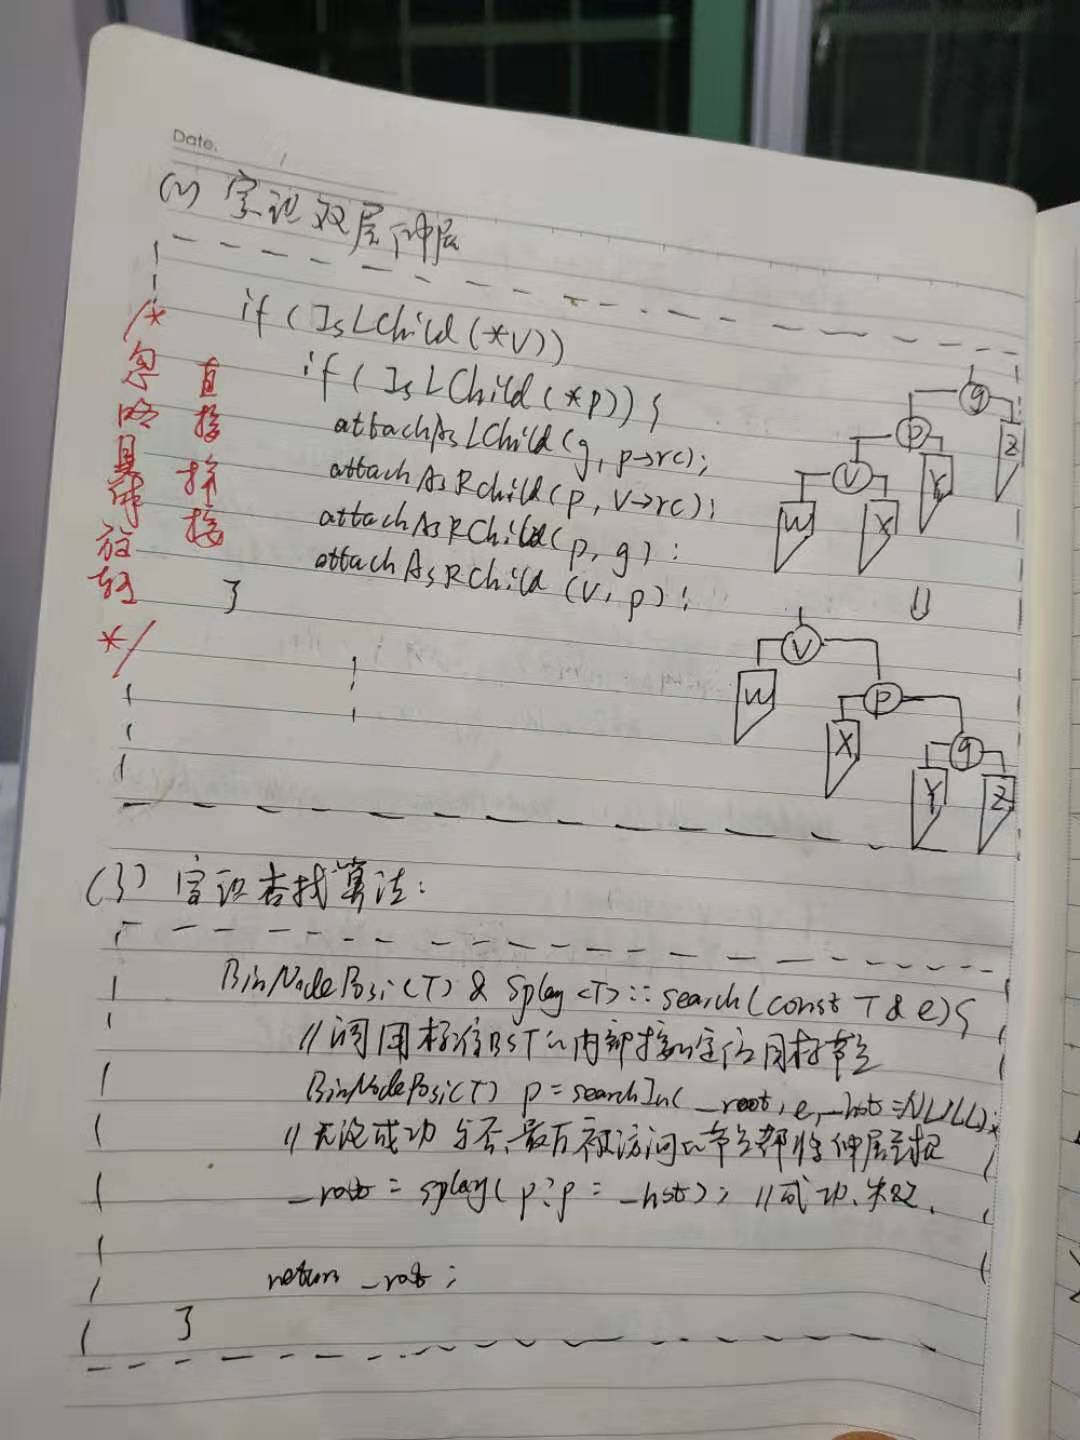 Date.
(2) 实现双层伸展
/* 忽略具体旋转 */
直接拼接
if (IsLChild(*v))
if (IsLChild(*p)) {
attachAsLChild(g, p→rc);
attachAsRChild(p, v→rc);
attachAsRChild(p, g);
attachAsRChild(v, p);
}
g
p
Z
v
Y
W
X
⇓
v
W
p
X
g
Y
Z
(3) 实现查找算法:
BinNodePosi(T) & Splay<T>::search(const T & e){
//调用标准BST的内部接口定位目标节点
BinNodePosi(T) p = searchIn( _root, e, _hot = NULL);
//无论成功与否,最后被访问的节点都将伸展至根
_root = splay( p ? p = _hot); //成功、失败.
return _root;
}